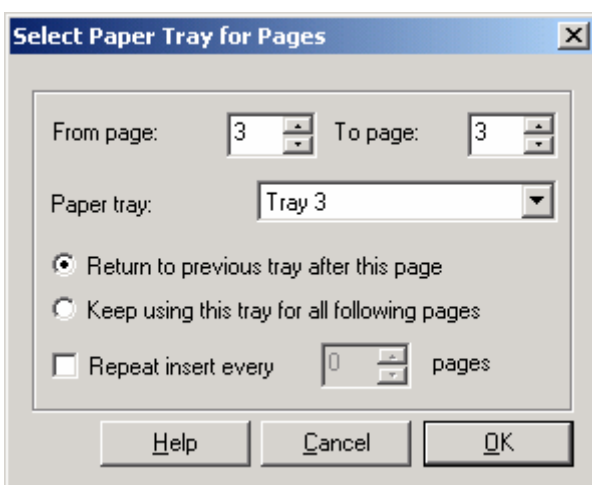 Select Paper Tray for Pages
From page: 3 To page: 3
Paper tray: Tray 3
Return to previous tray after this page
Keep using this tray for all following pages
Repeat insert every 0 pages
Help Cancel OK